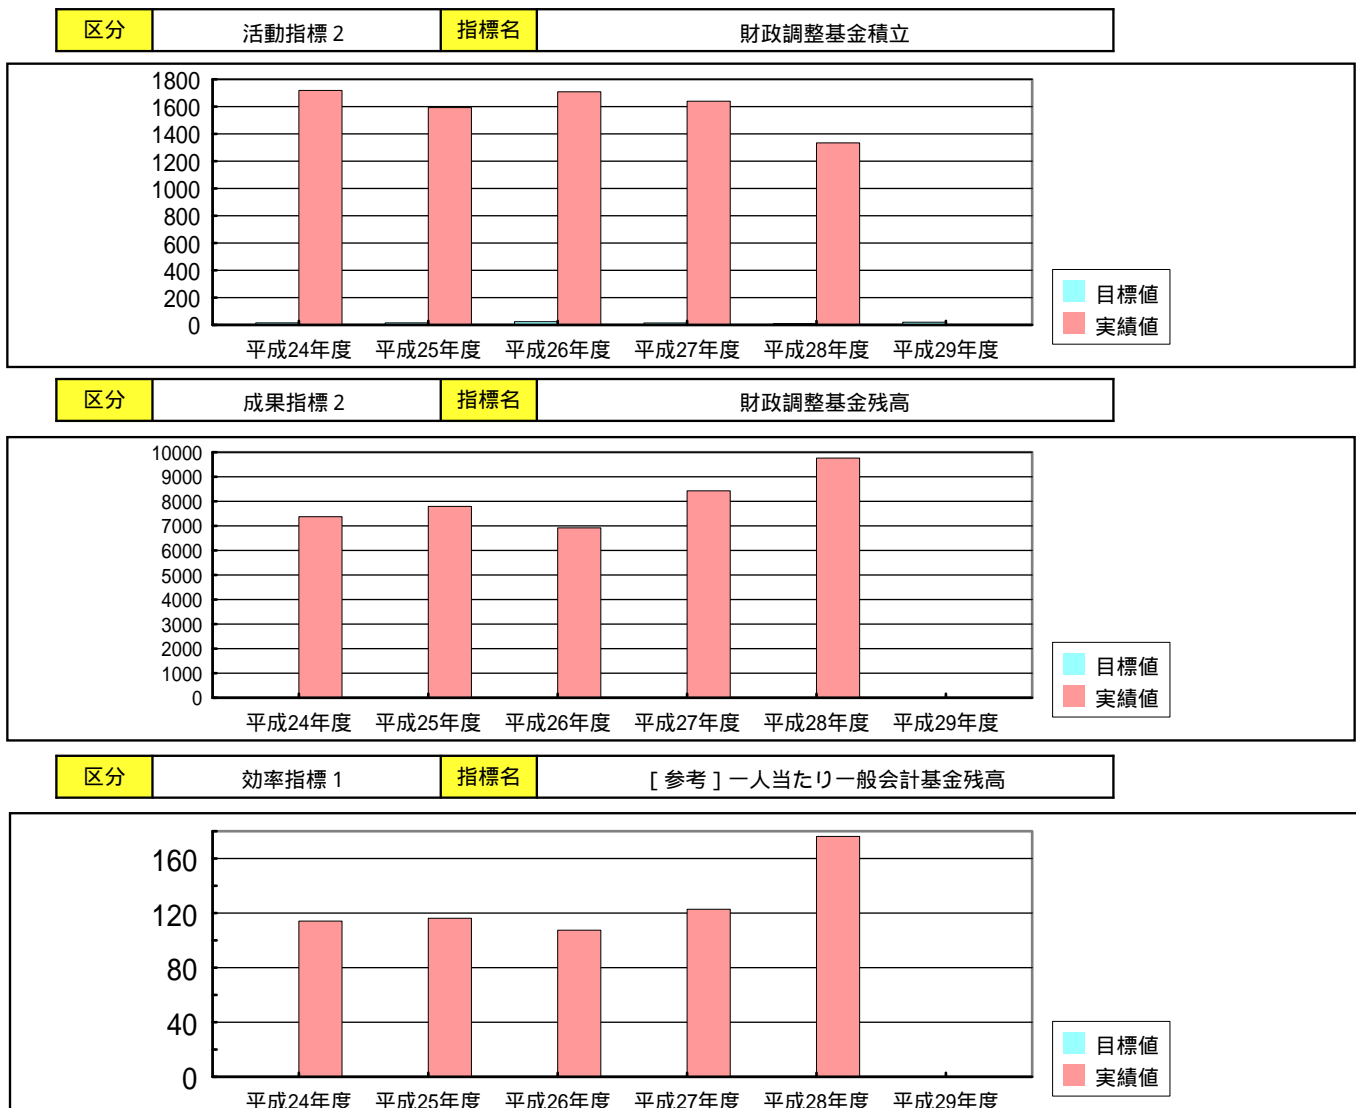 区分 活動指標２ 指標名 財政調整基金積立
1800
1600
1400
1200
1000
800
600
400
200
0
平成24年度 平成25年度 平成26年度 平成27年度 平成28年度 平成29年度
目標値
実績値
区分 成果指標２ 指標名 財政調整基金残高
10000
9000
8000
7000
6000
5000
4000
3000
2000
1000
0
平成24年度 平成25年度 平成26年度 平成27年度 平成28年度 平成29年度
目標値
実績値
区分 効率指標１ 指標名 [ 参考 ] 一人当たり一般会計基金残高
160
120
80
40
0
平成24年度 平成25年度 平成26年度 平成27年度 平成28年度 平成29年度
目標値
実績値